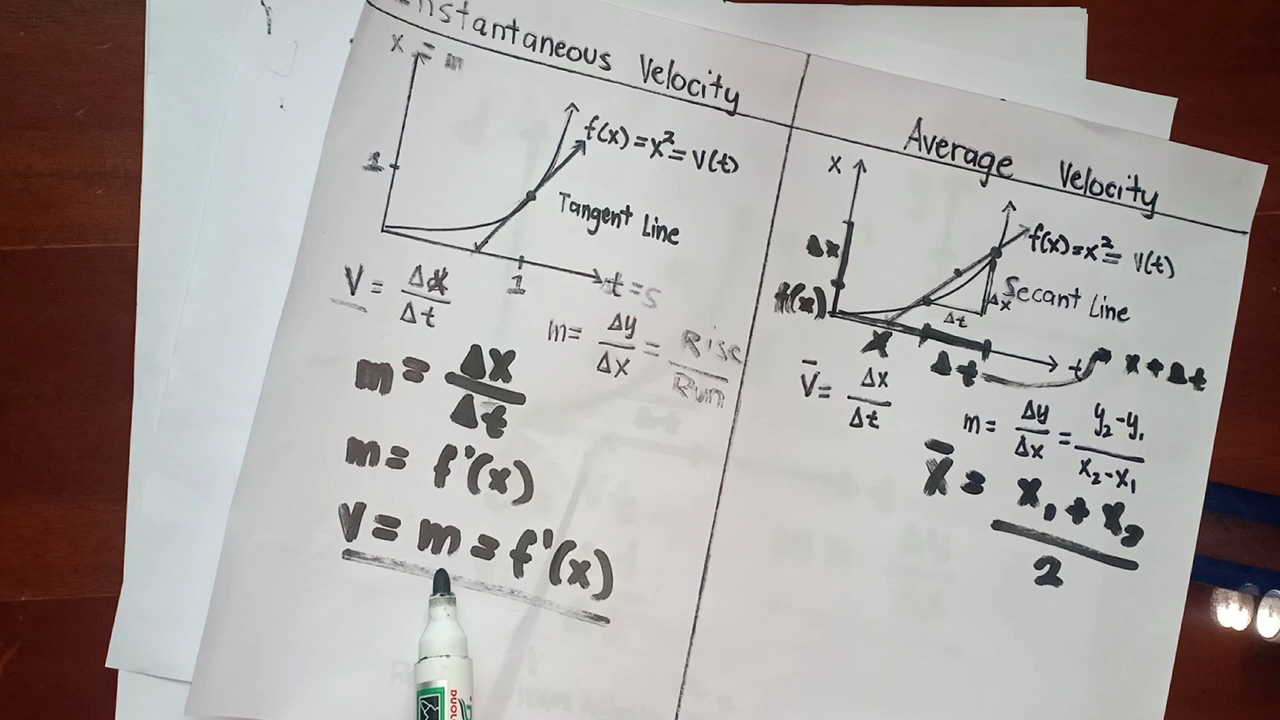 Instantaneous Velocity
x = m
1
f(x) = x² = v(t)
Tangent Line
1
t = s
V = Δx / Δt
m = Δy / Δx = Rise / Run
m = Δx / Δt
m = f'(x)
V = m = f'(x)
Average Velocity
x
Δx
f(x)
f(x) = x² = v(t)
Secant Line
Δx
Δt
x
Δt
t
x + Δt
V̄ = Δx / Δt
m = Δy / Δx = y₂ - y₁ / x₂ - x₁
x̄ = x₁ + x₂ / 2